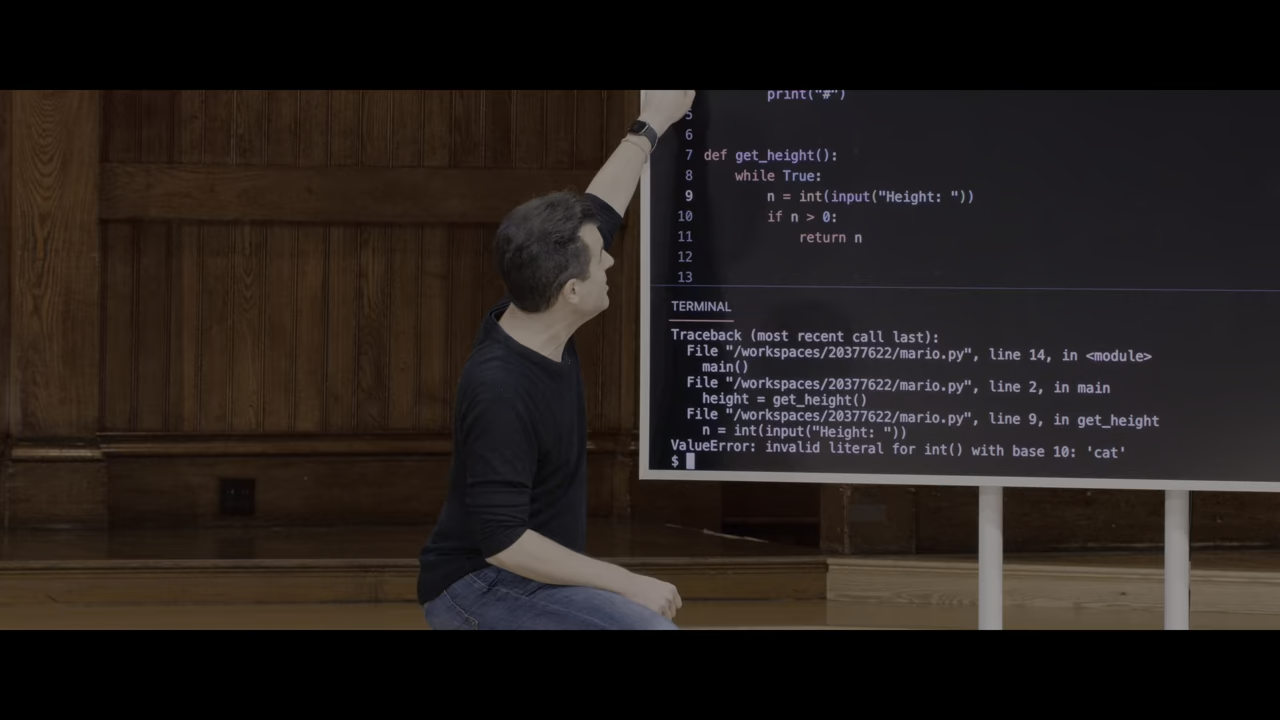 print("#")
5
6
7 def get_height():
8 while True:
9 n = int(input("Height: "))
10 if n > 0:
11 return n
12
13
TERMINAL
Traceback (most recent call last):
File "/workspaces/20377622/mario.py", line 14, in <module>
main()
File "/workspaces/20377622/mario.py", line 2, in main
height = get_height()
File "/workspaces/20377622/mario.py", line 9, in get_height
n = int(input("Height: "))
ValueError: invalid literal for int() with base 10: 'cat'
$